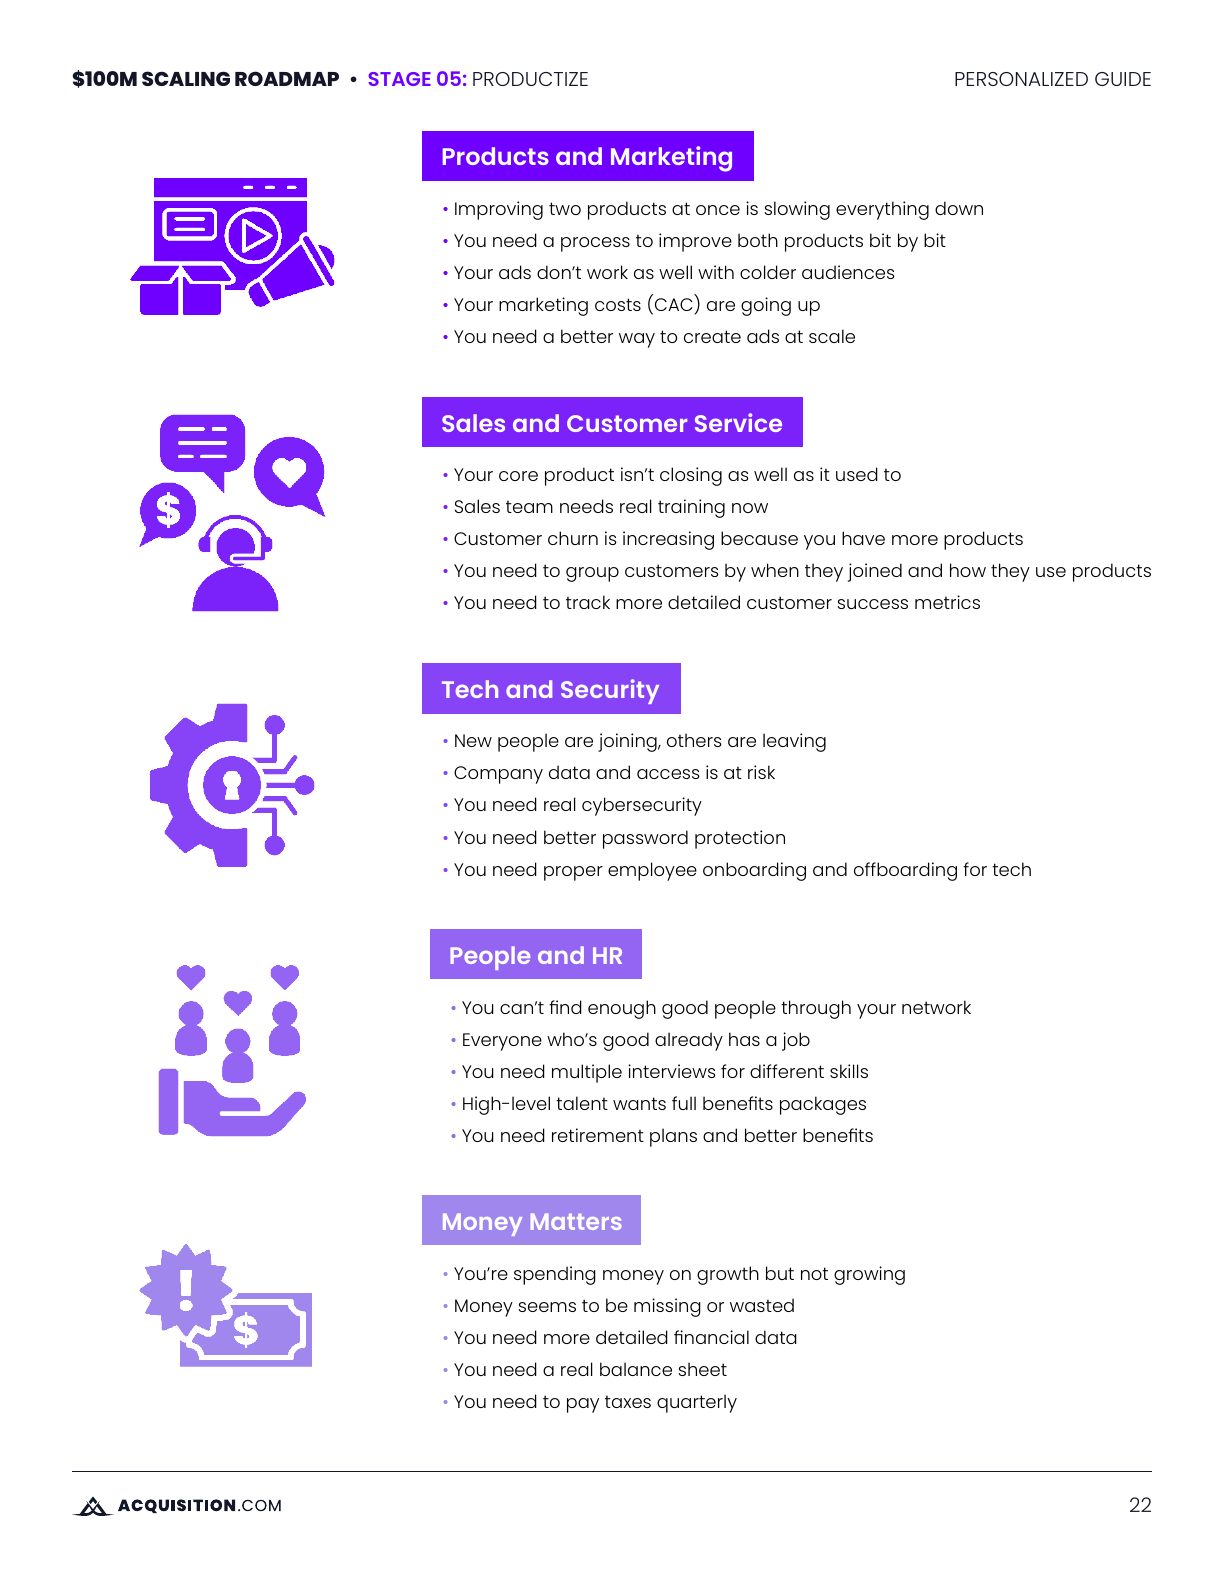 $100M SCALING ROADMAP • STAGE 05: PRODUCTIZE
PERSONALIZED GUIDE
Products and Marketing
• Improving two products at once is slowing everything down
• You need a process to improve both products bit by bit
• Your ads don’t work as well with colder audiences
• Your marketing costs (CAC) are going up
• You need a better way to create ads at scale
Sales and Customer Service
• Your core product isn’t closing as well as it used to
• Sales team needs real training now
• Customer churn is increasing because you have more products
• You need to group customers by when they joined and how they use products
• You need to track more detailed customer success metrics
$
Tech and Security
• New people are joining, others are leaving
• Company data and access is at risk
• You need real cybersecurity
• You need better password protection
• You need proper employee onboarding and offboarding for tech
People and HR
• You can’t find enough good people through your network
• Everyone who’s good already has a job
• You need multiple interviews for different skills
• High-level talent wants full benefits packages
• You need retirement plans and better benefits
Money Matters
• You’re spending money on growth but not growing
• Money seems to be missing or wasted
• You need more detailed financial data
• You need a real balance sheet
• You need to pay taxes quarterly
!
$
ACQUISITION.COM
22